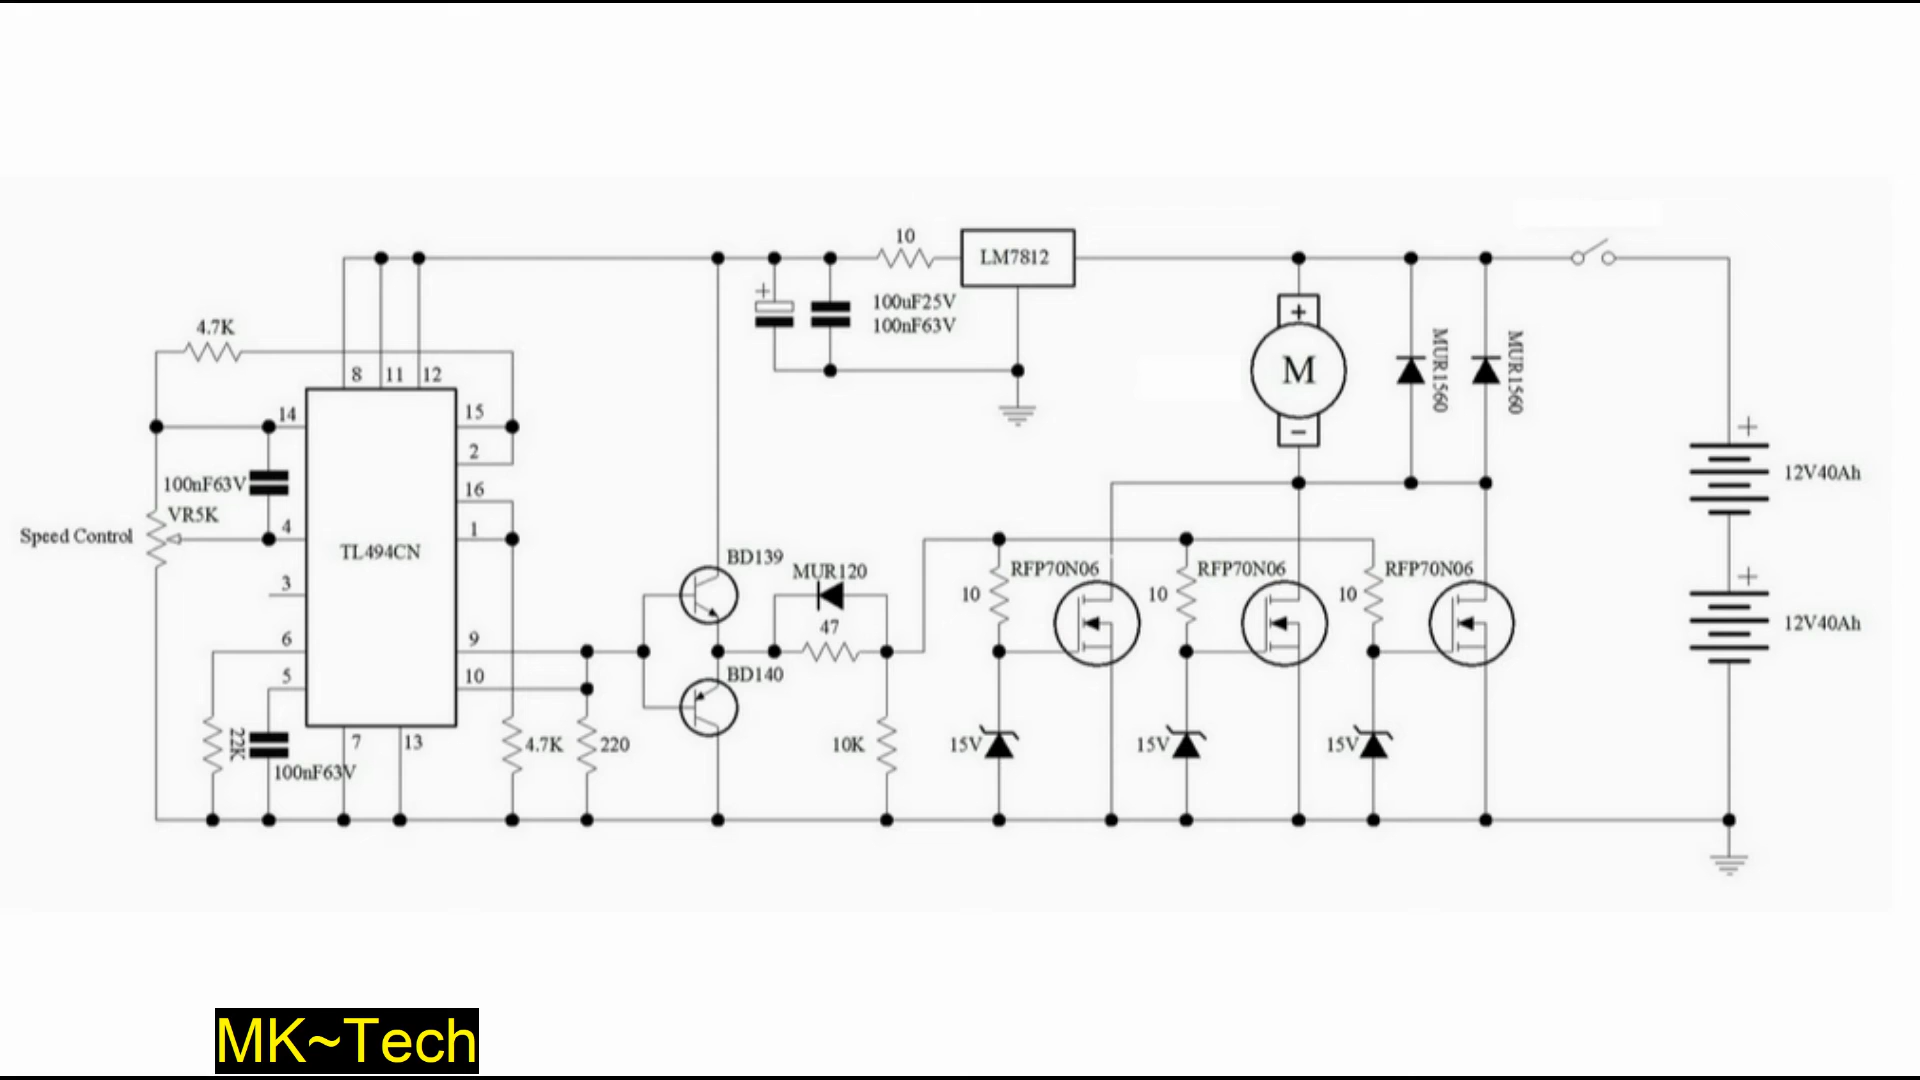 10
LM7812
+
100uF25V
100nF63V
4.7K
8 11 12
+
M
−
MUR1560
MUR1560
14
15
2
16
1
100nF63V
VR5K
4
Speed Control
TL494CN
3
6
5
9
10
7
13
22K
100nF63V
4.7K
220
BD139
MUR120
47
BD140
10K
RFP70N06
RFP70N06
RFP70N06
10
10
10
15V
15V
15V
+
12V40Ah
+
12V40Ah
MK~Tech